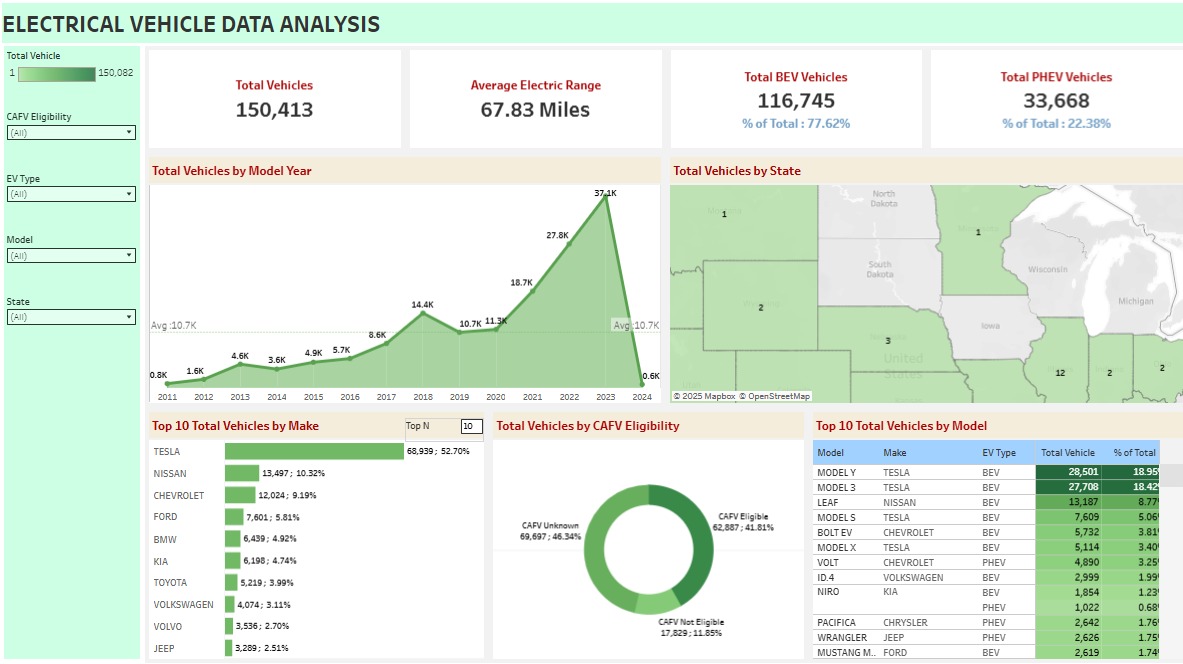 ELECTRICAL VEHICLE DATA ANALYSIS
Total Vehicle
1 150,082
CAFV Eligibility
(All)
EV Type
(All)
Model
(All)
State
(All)
Total Vehicles
150,413
Average Electric Range
67.83 Miles
Total BEV Vehicles
116,745
% of Total : 77.62%
Total PHEV Vehicles
33,668
% of Total : 22.38%
Total Vehicles by Model Year
37.1K
27.8K
18.7K
14.4K
10.7K 11.3K
8.6K
Avg :10.7K Avg :10.7K
4.6K 3.6K 4.9K 5.7K
0.8K 1.6K 0.6K
2011 2012 2013 2014 2015 2016 2017 2018 2019 2020 2021 2022 2023 2024
Total Vehicles by State
North
Dakota
1
1
South
Dakota
Wisconsin
Michigan
2
3
Iowa
United
States
12 2 2
© 2025 Mapbox © OpenStreetMap
Top 10 Total Vehicles by Make Top N 10
TESLA 68,939 ; 52.70%
NISSAN 13,497 ; 10.32%
CHEVROLET 12,024 ; 9.19%
FORD 7,601 ; 5.81%
BMW 6,439 ; 4.92%
KIA 6,198 ; 4.74%
TOYOTA 5,219 ; 3.99%
VOLKSWAGEN 4,074 ; 3.11%
VOLVO 3,536 ; 2.70%
JEEP 3,289 ; 2.51%
Total Vehicles by CAFV Eligibility
CAFV Eligible
62,887 ; 41.81%
CAFV Unknown
69,697 ; 46.34%
CAFV Not Eligible
17,829 ; 11.85%
Top 10 Total Vehicles by Model
Model Make EV Type Total Vehicle % of Total
MODEL Y TESLA BEV 28,501 18.95
MODEL 3 TESLA BEV 27,708 18.42
LEAF NISSAN BEV 13,187 8.77
MODEL S TESLA BEV 7,609 5.06
BOLT EV CHEVROLET BEV 5,732 3.81
MODEL X TESLA BEV 5,114 3.40
VOLT CHEVROLET PHEV 4,890 3.25
ID.4 VOLKSWAGEN BEV 2,999 1.99
NIRO KIA BEV 1,854 1.23
PHEV 1,022 0.68
PACIFICA CHRYSLER PHEV 2,642 1.76
WRANGLER JEEP PHEV 2,626 1.75
MUSTANG M.. FORD BEV 2,619 1.74